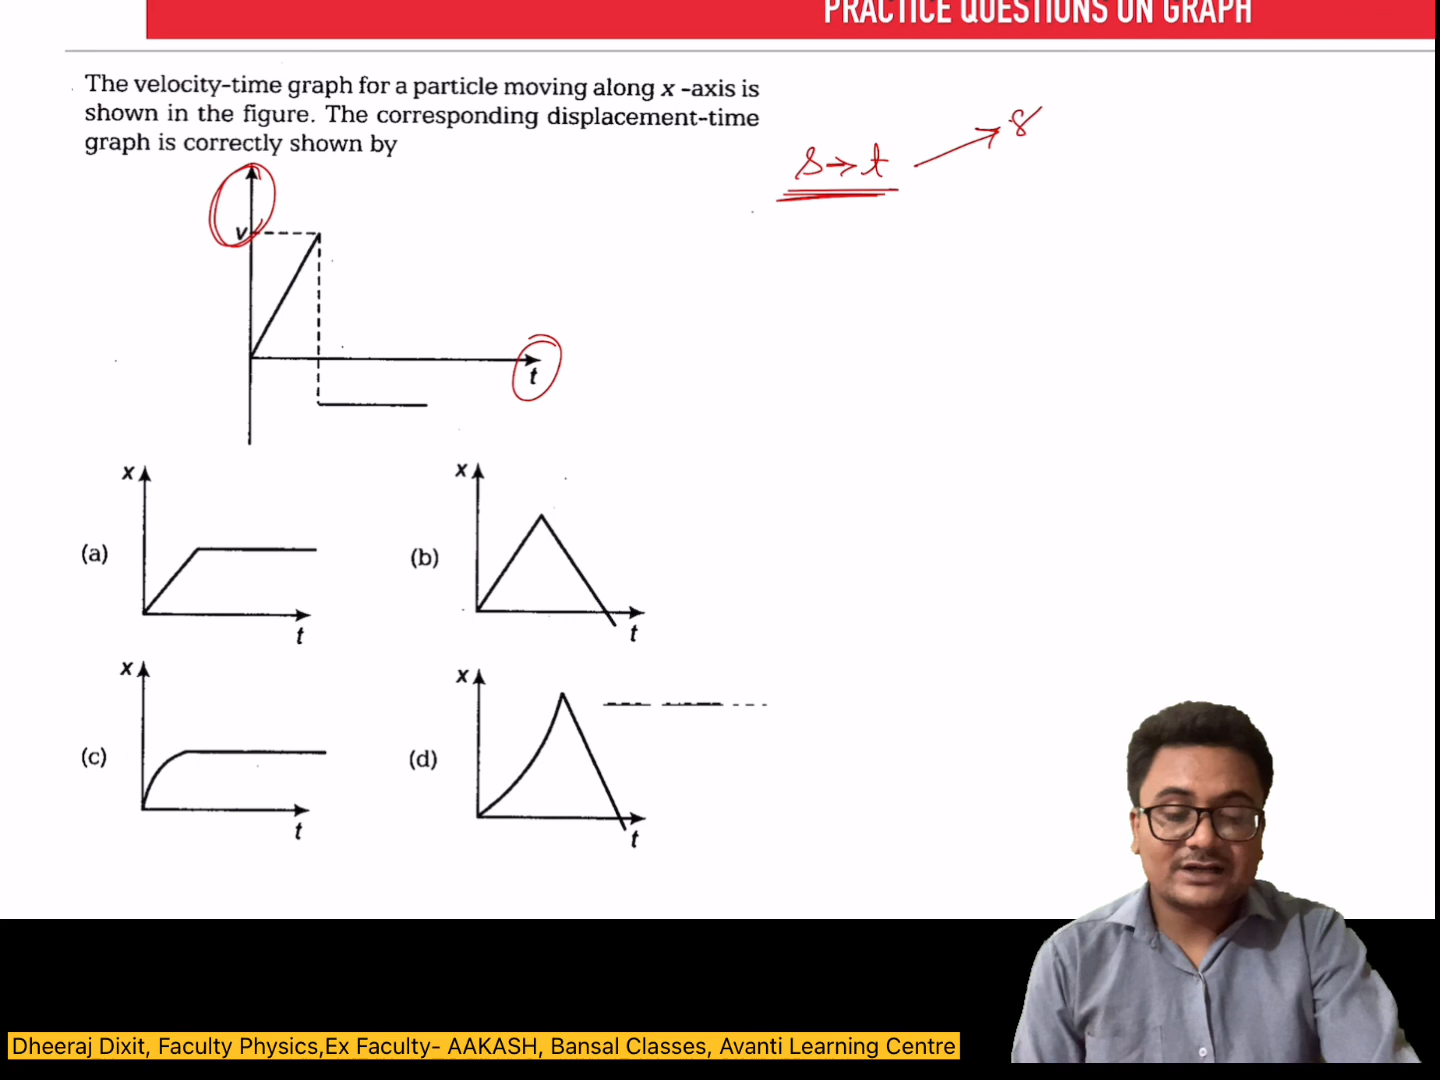 PRACTICE QUESTIONS ON GRAPH
The velocity-time graph for a particle moving along x -axis is
shown in the figure. The corresponding displacement-time
graph is correctly shown by
s→t
s
v
t
x
x
(a)
(b)
t
t
x
x
(c)
(d)
t
t
Dheeraj Dixit, Faculty Physics,Ex Faculty- AAKASH, Bansal Classes, Avanti Learning Centre